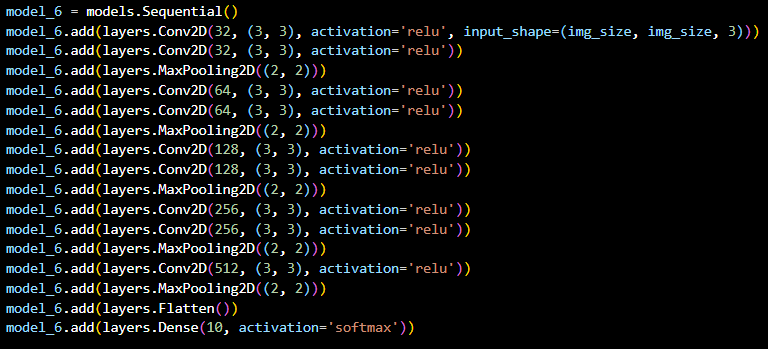 model_6 = models.Sequential()
model_6.add(layers.Conv2D(32, (3, 3), activation='relu', input_shape=(img_size, img_size, 3)))
model_6.add(layers.Conv2D(32, (3, 3), activation='relu'))
model_6.add(layers.MaxPooling2D((2, 2)))
model_6.add(layers.Conv2D(64, (3, 3), activation='relu'))
model_6.add(layers.Conv2D(64, (3, 3), activation='relu'))
model_6.add(layers.MaxPooling2D((2, 2)))
model_6.add(layers.Conv2D(128, (3, 3), activation='relu'))
model_6.add(layers.Conv2D(128, (3, 3), activation='relu'))
model_6.add(layers.MaxPooling2D((2, 2)))
model_6.add(layers.Conv2D(256, (3, 3), activation='relu'))
model_6.add(layers.Conv2D(256, (3, 3), activation='relu'))
model_6.add(layers.MaxPooling2D((2, 2)))
model_6.add(layers.Conv2D(512, (3, 3), activation='relu'))
model_6.add(layers.MaxPooling2D((2, 2)))
model_6.add(layers.Flatten())
model_6.add(layers.Dense(10, activation='softmax'))